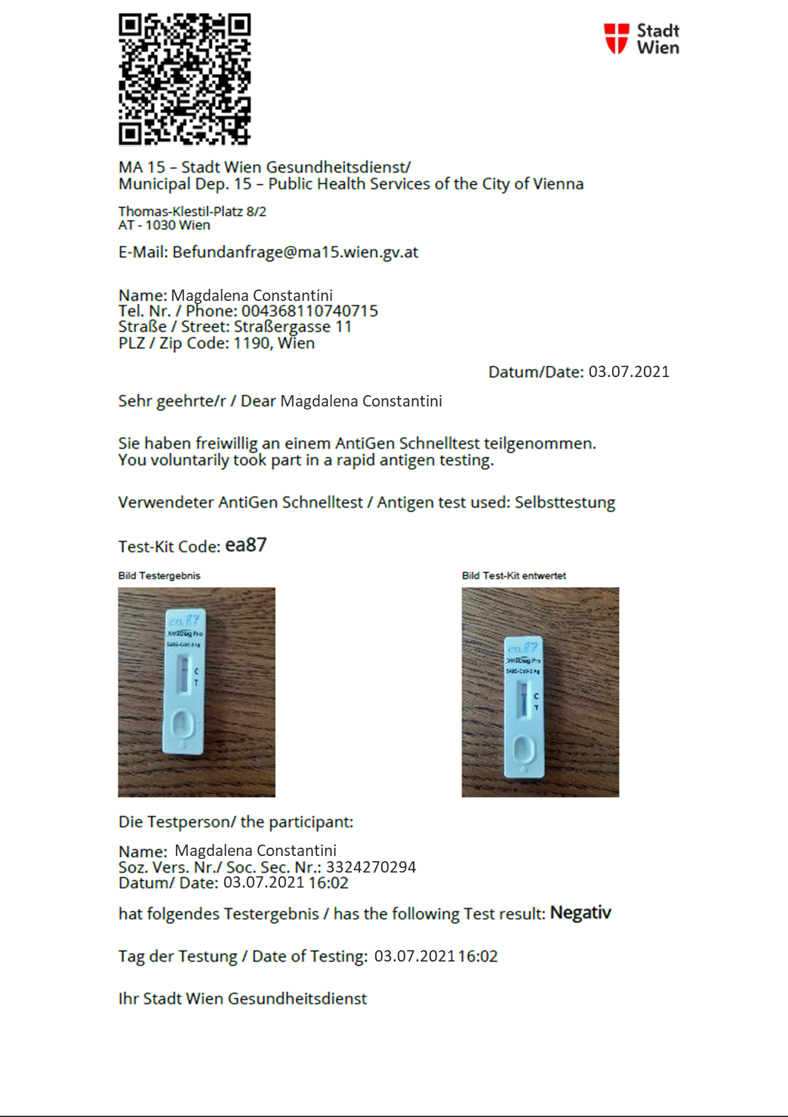 Stadt
Wien
MA 15 – Stadt Wien Gesundheitsdienst/
Municipal Dep. 15 – Public Health Services of the City of Vienna
Thomas-Klestil-Platz 8/2
AT - 1030 Wien
E-Mail: Befundanfrage@ma15.wien.gv.at
Name: Magdalena Constantini
Tel. Nr. / Phone: 004368110740715
Straße / Street: Straßergasse 11
PLZ / Zip Code: 1190, Wien
Datum/Date: 03.07.2021
Sehr geehrte/r / Dear Magdalena Constantini
Sie haben freiwillig an einem AntiGen Schnelltest teilgenommen.
You voluntarily took part in a rapid antigen testing.
Verwendeter AntiGen Schnelltest / Antigen test used: Selbsttestung
Test-Kit Code: ea87
Bild Testergebnis
Bild Test-Kit entwertet
ea87
Pro
SARS-CoV-2 Ag
C
T
ea87
SARS-CoV-2 Ag
C
T
Die Testperson/ the participant:
Name: Magdalena Constantini
Soz. Vers. Nr./ Soc. Sec. Nr.: 3324270294
Datum/ Date: 03.07.2021 16:02
hat folgendes Testergebnis / has the following Test result: Negativ
Tag der Testung / Date of Testing: 03.07.2021 16:02
Ihr Stadt Wien Gesundheitsdienst